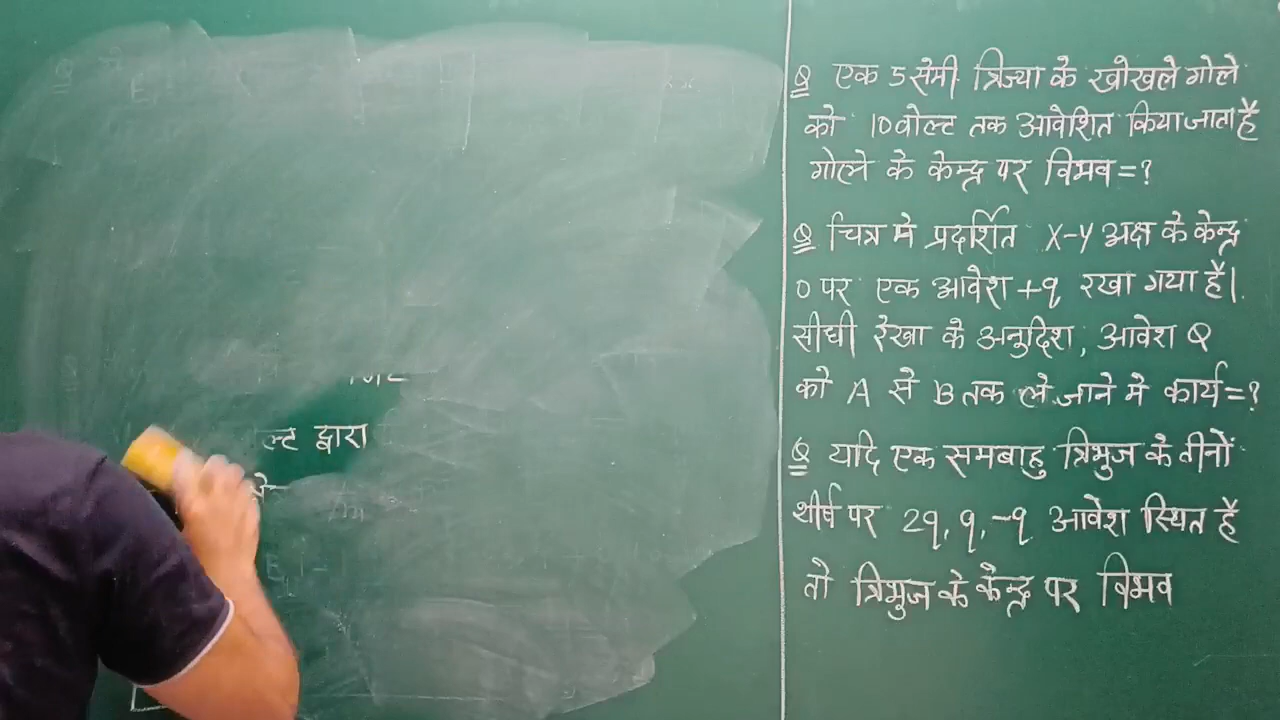 ल्ट द्वारा
Q एक 5 सेमी त्रिज्या के खोखले गोले
को 10 वोल्ट तक आवेशित किया जाता है
गोले के केन्द्र पर विभव = ?
Q चित्र मे प्रदर्शित X-Y अक्ष के केन्द्र
O पर एक आवेश +q रखा गया है।
सीधी रेखा के अनुदिश, आवेश Q
को A से B तक ले जाने मे कार्य = ?
Q यदि एक समबाहु त्रिभुज के तीनों
शीर्ष पर 2q, q, -q आवेश स्थित है
तो त्रिभुज के केन्द्र पर विभव